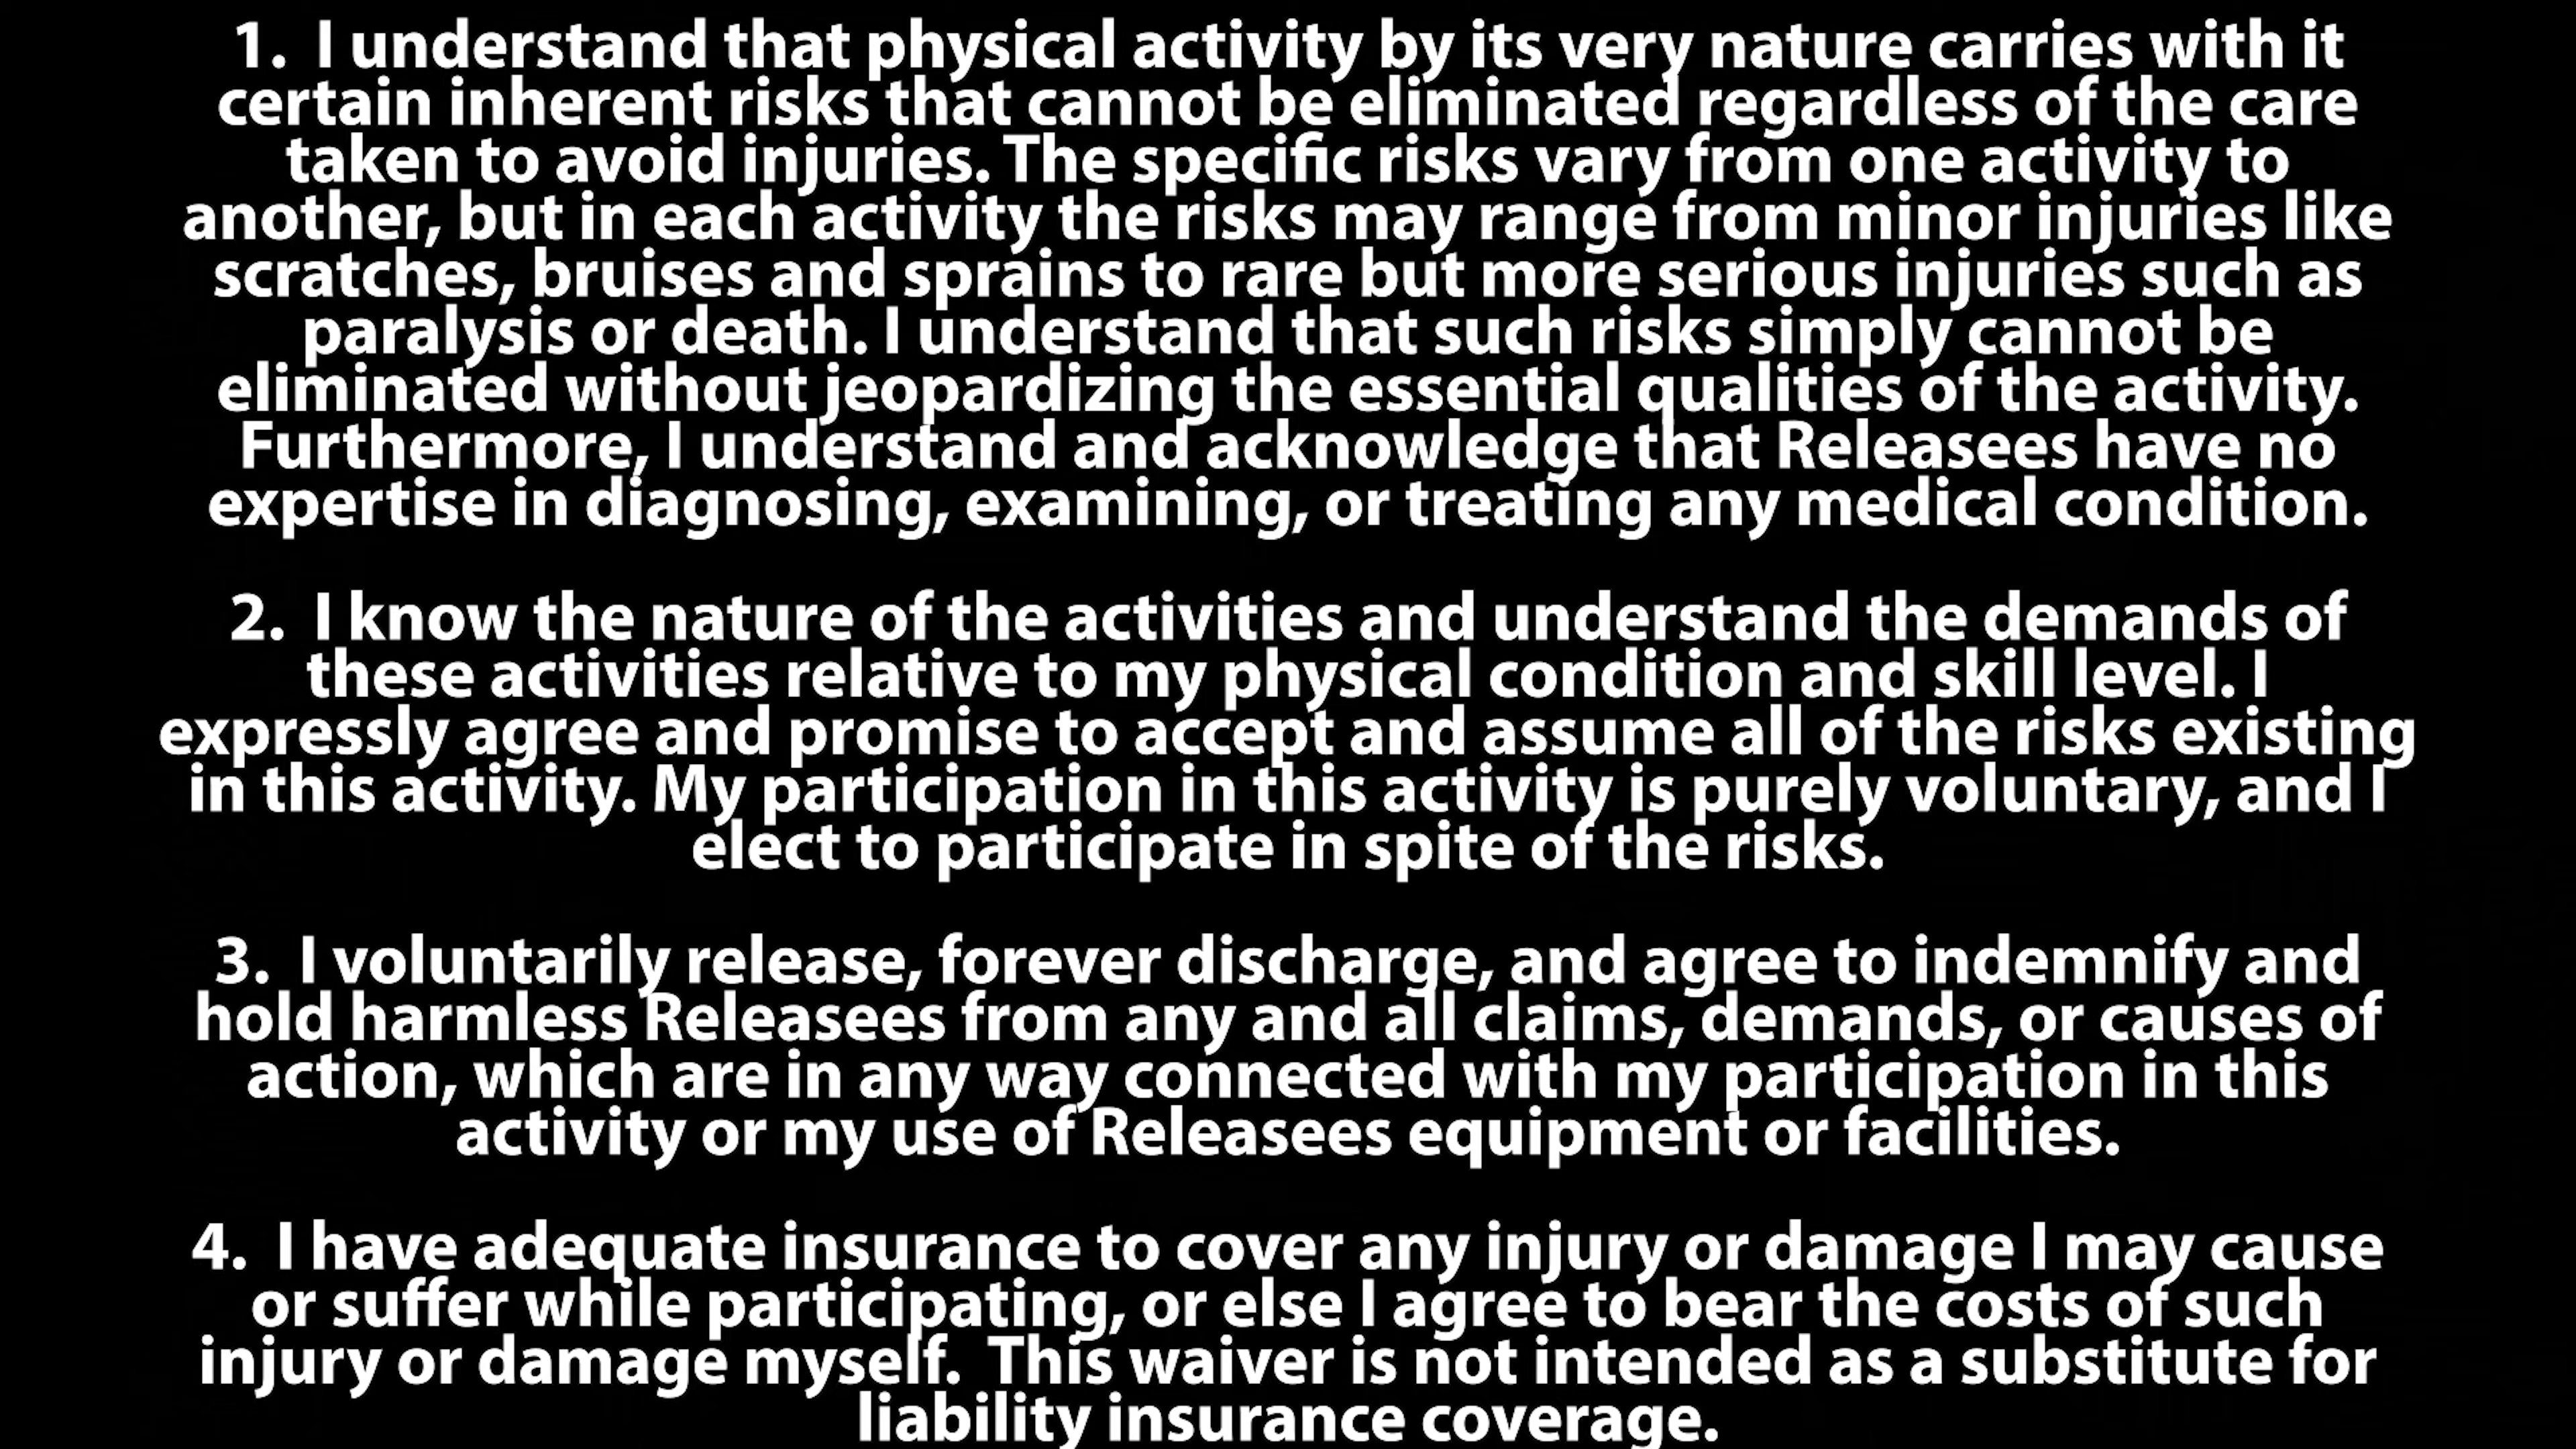 1.  I understand that physical activity by its very nature carries with it
certain inherent risks that cannot be eliminated regardless of the care
taken to avoid injuries. The specific risks vary from one activity to
another, but in each activity the risks may range from minor injuries like
scratches, bruises and sprains to rare but more serious injuries such as
paralysis or death. I understand that such risks simply cannot be
eliminated without jeopardizing the essential qualities of the activity.
Furthermore, I understand and acknowledge that Releasees have no
expertise in diagnosing, examining, or treating any medical condition.
2.  I know the nature of the activities and understand the demands of
these activities relative to my physical condition and skill level. I
expressly agree and promise to accept and assume all of the risks existing
in this activity. My participation in this activity is purely voluntary, and I
elect to participate in spite of the risks.
3.  I voluntarily release, forever discharge, and agree to indemnify and
hold harmless Releasees from any and all claims, demands, or causes of
action, which are in any way connected with my participation in this
activity or my use of Releasees equipment or facilities.
4.  I have adequate insurance to cover any injury or damage I may cause
or suffer while participating, or else I agree to bear the costs of such
injury or damage myself.  This waiver is not intended as a substitute for
liability insurance coverage.